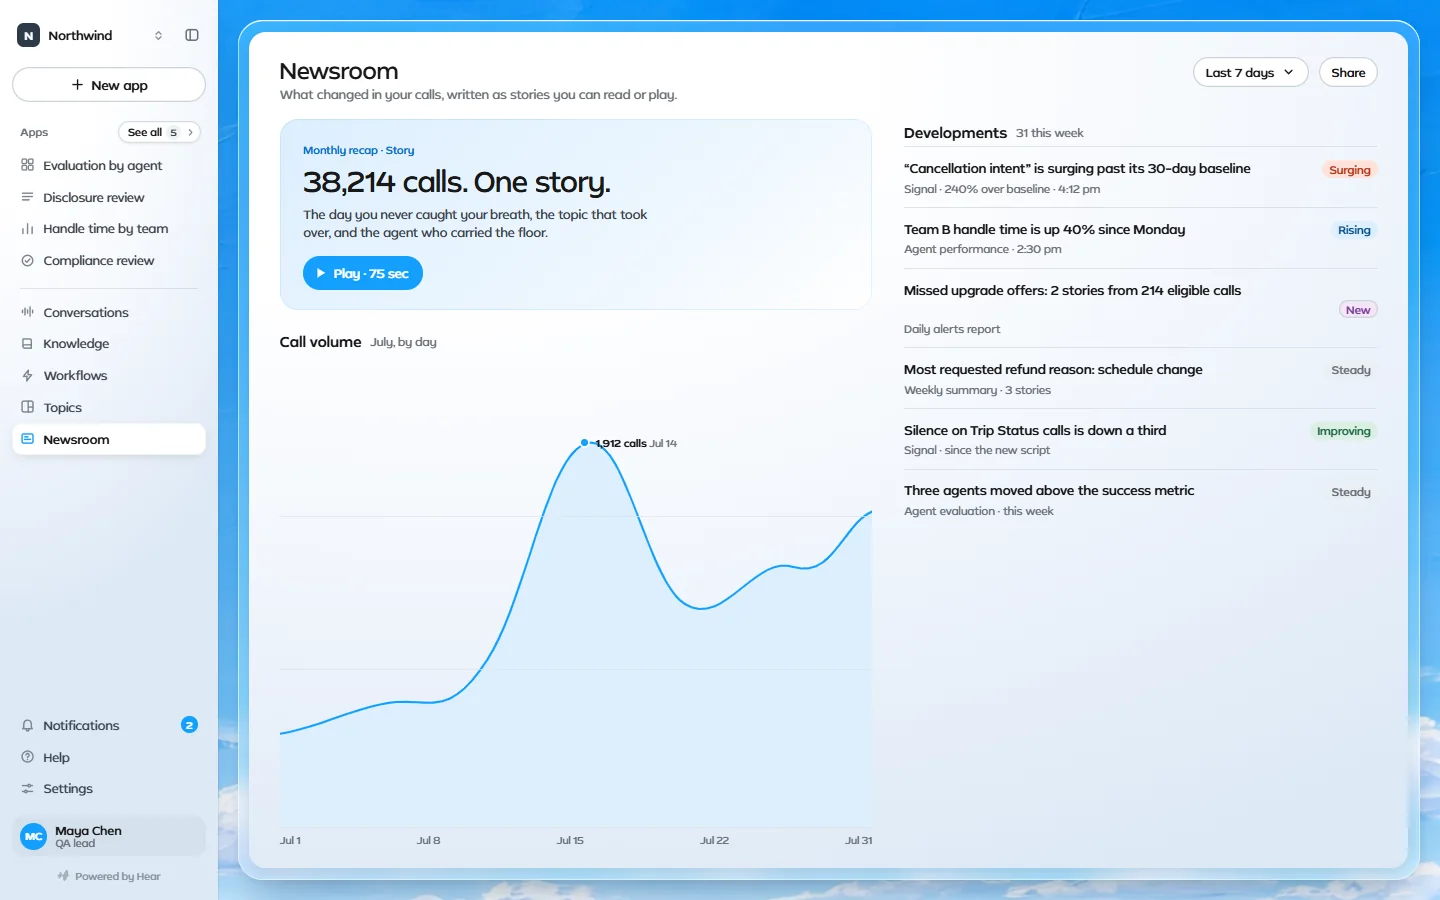 N Northwind
New app
Apps
See all 5
Evaluation by agent
Disclosure review
Handle time by team
Compliance review
Conversations
Knowledge
Workflows
Topics
Newsroom
Notifications 2
Help
Settings
MC
Maya Chen
QA lead
Powered by Hear
Newsroom
What changed in your calls, written as stories you can read or play.
Last 7 days
Share
Monthly recap · Story
38,214 calls. One story.
The day you never caught your breath, the topic that took
over, and the agent who carried the floor.
Play · 75 sec
Call volume July, by day
1,912 calls Jul 14
Jul 1 Jul 8 Jul 15 Jul 22 Jul 31
Developments 31 this week
“Cancellation intent” is surging past its 30-day baseline
Signal · 240% over baseline · 4:12 pm
Surging
Team B handle time is up 40% since Monday
Agent performance · 2:30 pm
Rising
Missed upgrade offers: 2 stories from 214 eligible calls
Daily alerts report
New
Most requested refund reason: schedule change
Weekly summary · 3 stories
Steady
Silence on Trip Status calls is down a third
Signal · since the new script
Improving
Three agents moved above the success metric
Agent evaluation · this week
Steady